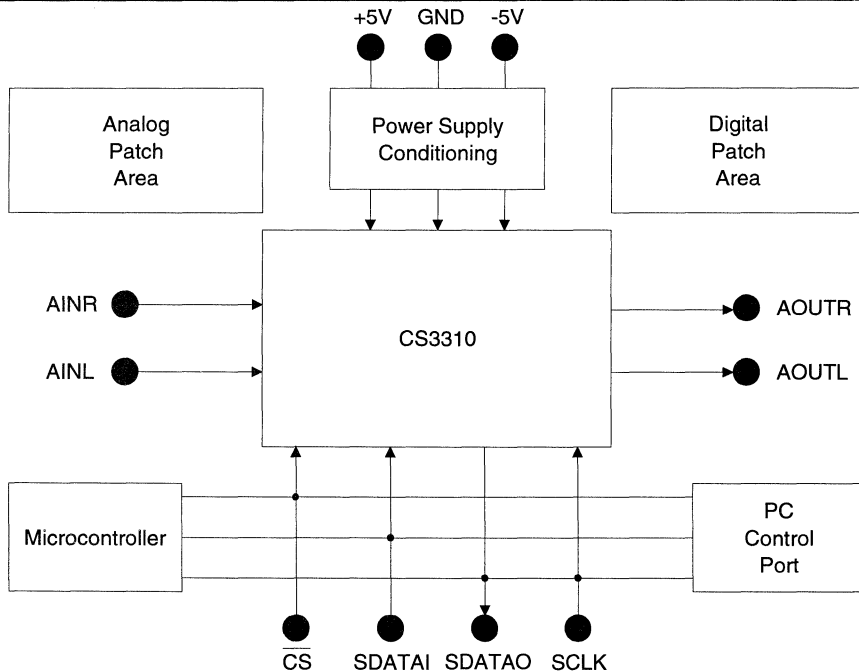 +5V GND -5V
Analog
Patch
Area
Power Supply
Conditioning
Digital
Patch
Area
AINR
AINL
CS3310
AOUTR
AOUTL
Microcontroller
PC
Control
Port
C̅S̅ SDATAI SDATAO SCLK